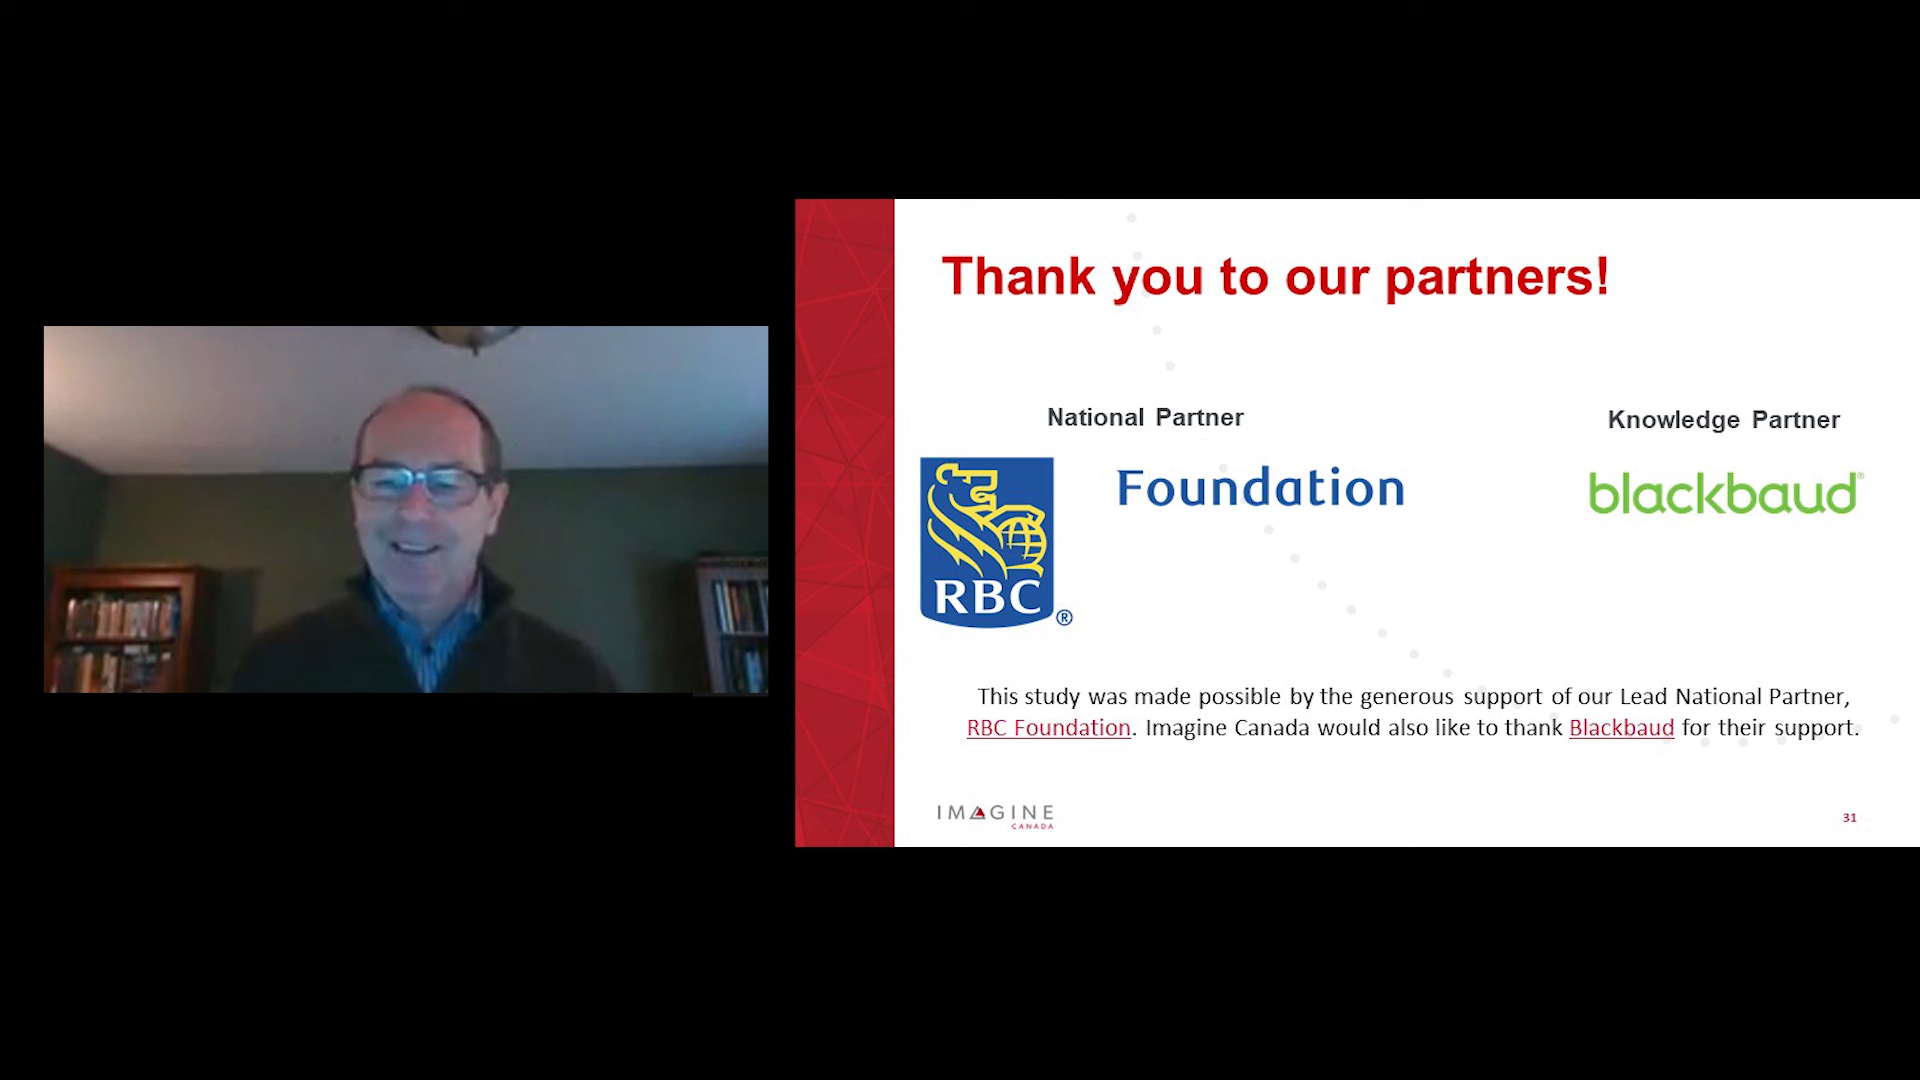 Thank you to our partners!
National Partner
Knowledge Partner
RBC
®
Foundation
blackbaud®
This study was made possible by the generous support of our Lead National Partner,
RBC Foundation. Imagine Canada would also like to thank Blackbaud for their support.
IMAGINE
CANADA
31